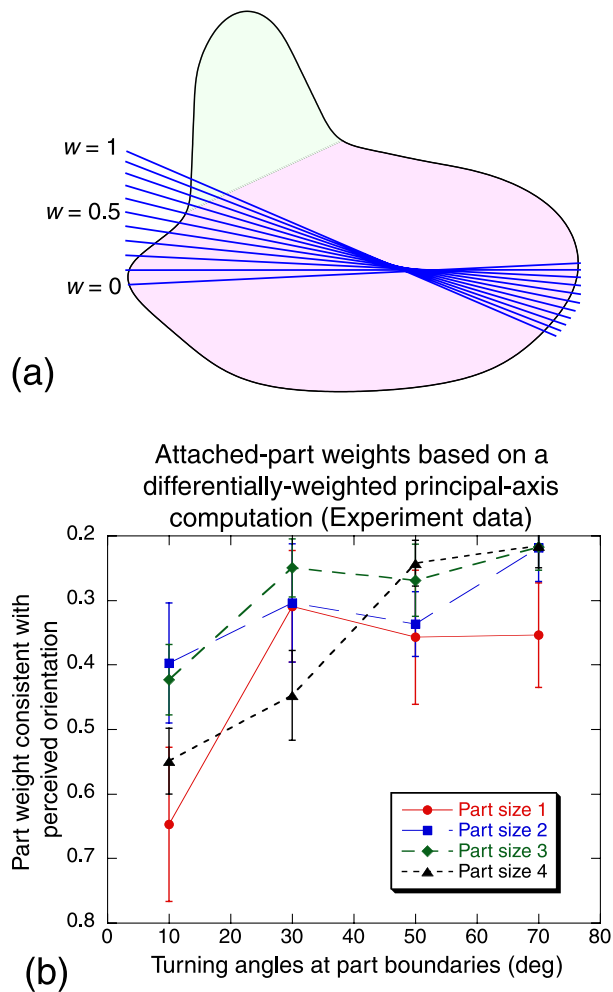 w = 1
w = 0.5
w = 0
(a)
Attached-part weights based on a
differentially-weighted principal-axis
computation (Experiment data)
Part weight consistent with
perceived orientation
0.2
0.3
0.4
0.5
0.6
0.7
0.8
Part size 1
Part size 2
Part size 3
Part size 4
0 10 20 30 40 50 60 70 80
Turning angles at part boundaries (deg)
(b)